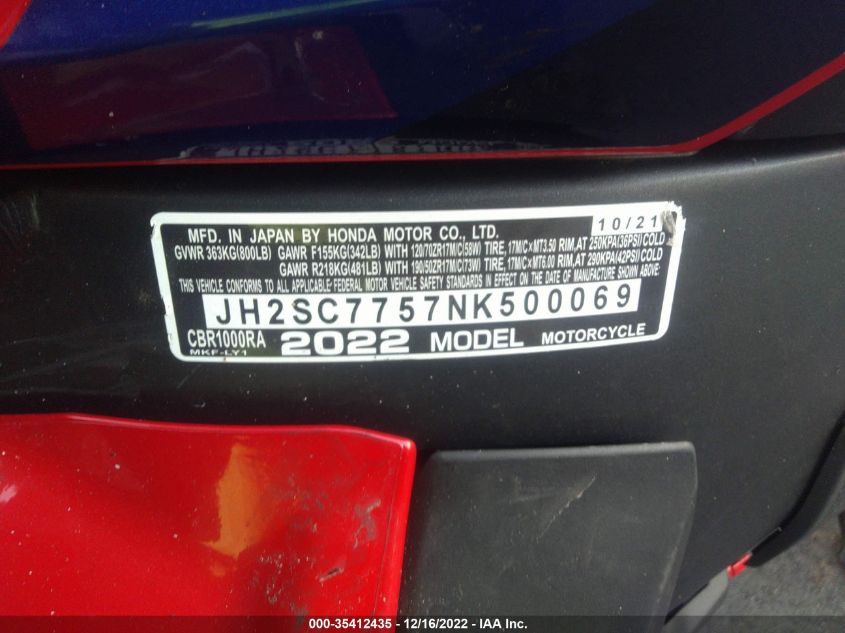 MFD. IN JAPAN BY HONDA MOTOR CO., LTD. 10/21
GVWR 363KG(800LB) GAWR F155KG(342LB) WITH 120/70ZR17M/C(58W) TIRE, 17M/C×MT3.50 RIM, AT 250KPA(36PSI) COLD
GAWR R218KG(481LB) WITH 190/50ZR17M/C(73W) TIRE, 17M/C×MT6.00 RIM, AT 290KPA(42PSI) COLD
THIS VEHICLE CONFORMS TO ALL APPLICABLE FEDERAL MOTOR VEHICLE SAFETY STANDARDS IN EFFECT ON THE DATE OF MANUFACTURE SHOWN ABOVE.
JH2SC7757NK500069
CBR1000RA 2022 MODEL MOTORCYCLE
MKF-LY1
000-35412435 - 12/16/2022 - IAA Inc.